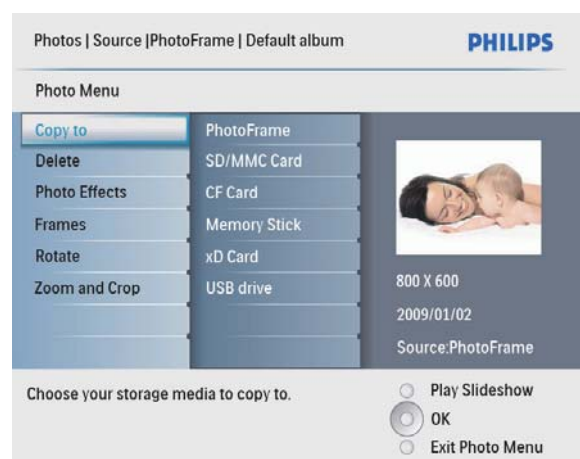 Photos | Source |PhotoFrame | Default album
PHILIPS
Photo Menu
Copy to
Delete
Photo Effects
Frames
Rotate
Zoom and Crop
PhotoFrame
SD/MMC Card
CF Card
Memory Stick
xD Card
USB drive
800 X 600
2009/01/02
Source:PhotoFrame
Choose your storage media to copy to.
Play Slideshow
OK
Exit Photo Menu